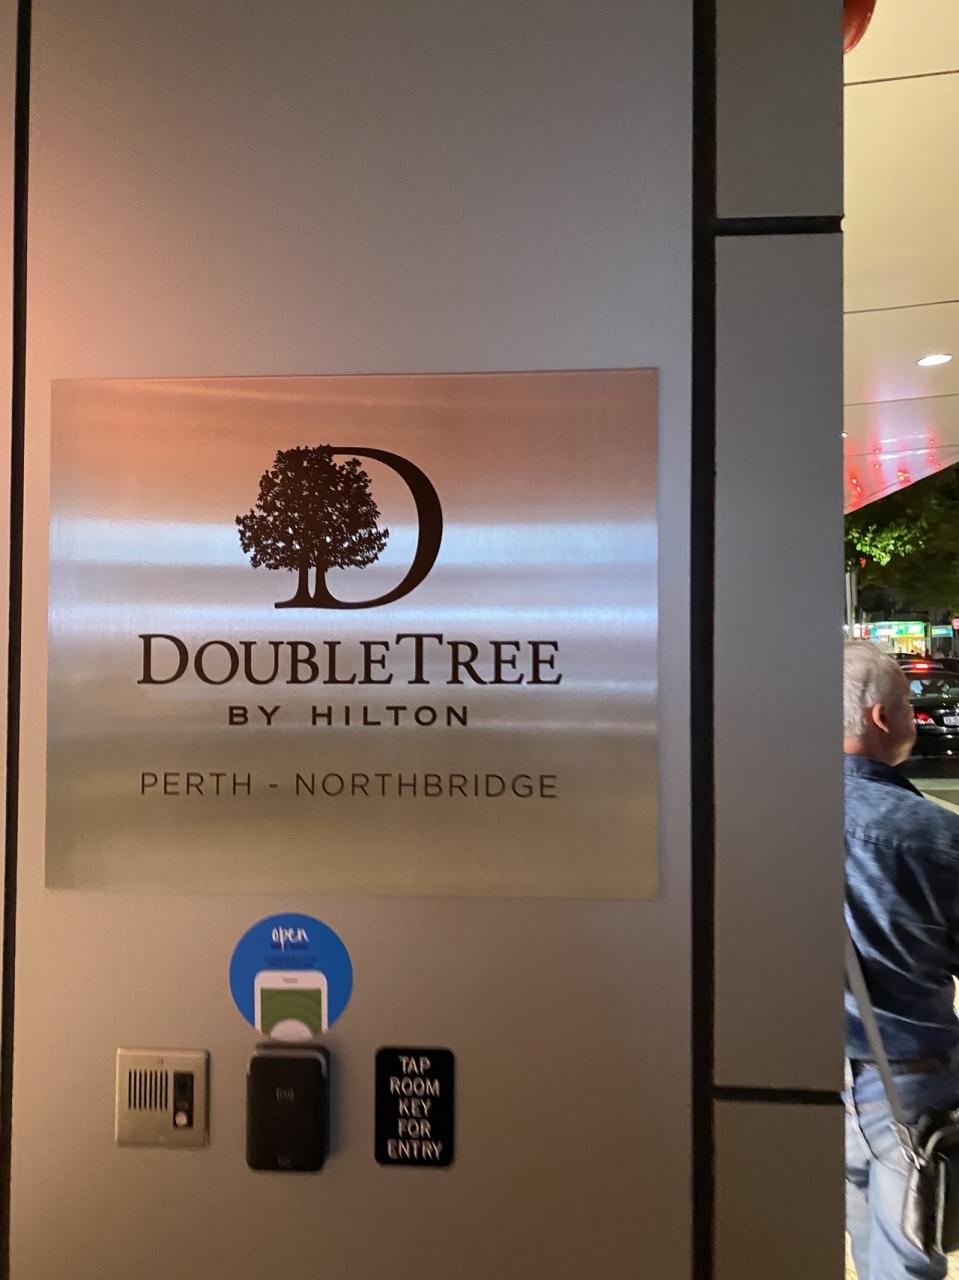 DOUBLETREE
BY HILTON
PERTH - NORTHBRIDGE
open
TAP
ROOM
KEY
FOR
ENTRY